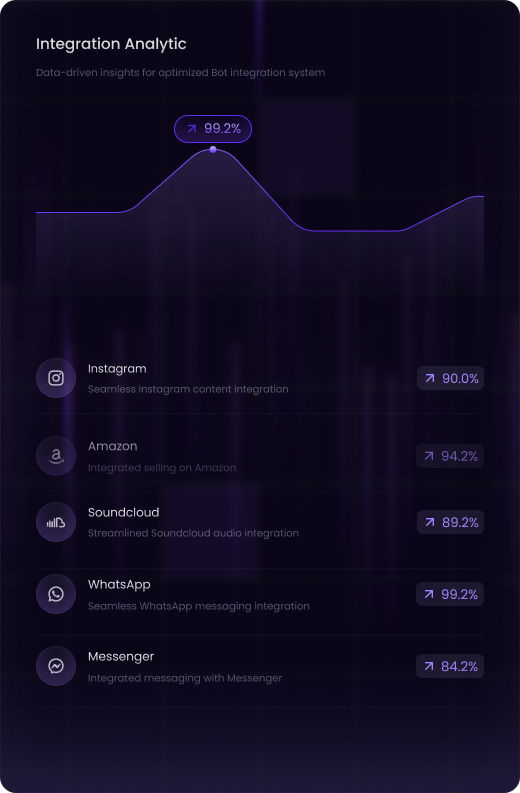 Integration Analytic
Data-driven insights for optimized Bot integration system
99.2%
Instagram
Seamless Instagram content integration
90.0%
Amazon
Integrated selling on Amazon
94.2%
Soundcloud
Streamlined Soundcloud audio integration
89.2%
WhatsApp
Seamless WhatsApp messaging integration
99.2%
Messenger
Integrated messaging with Messenger
84.2%